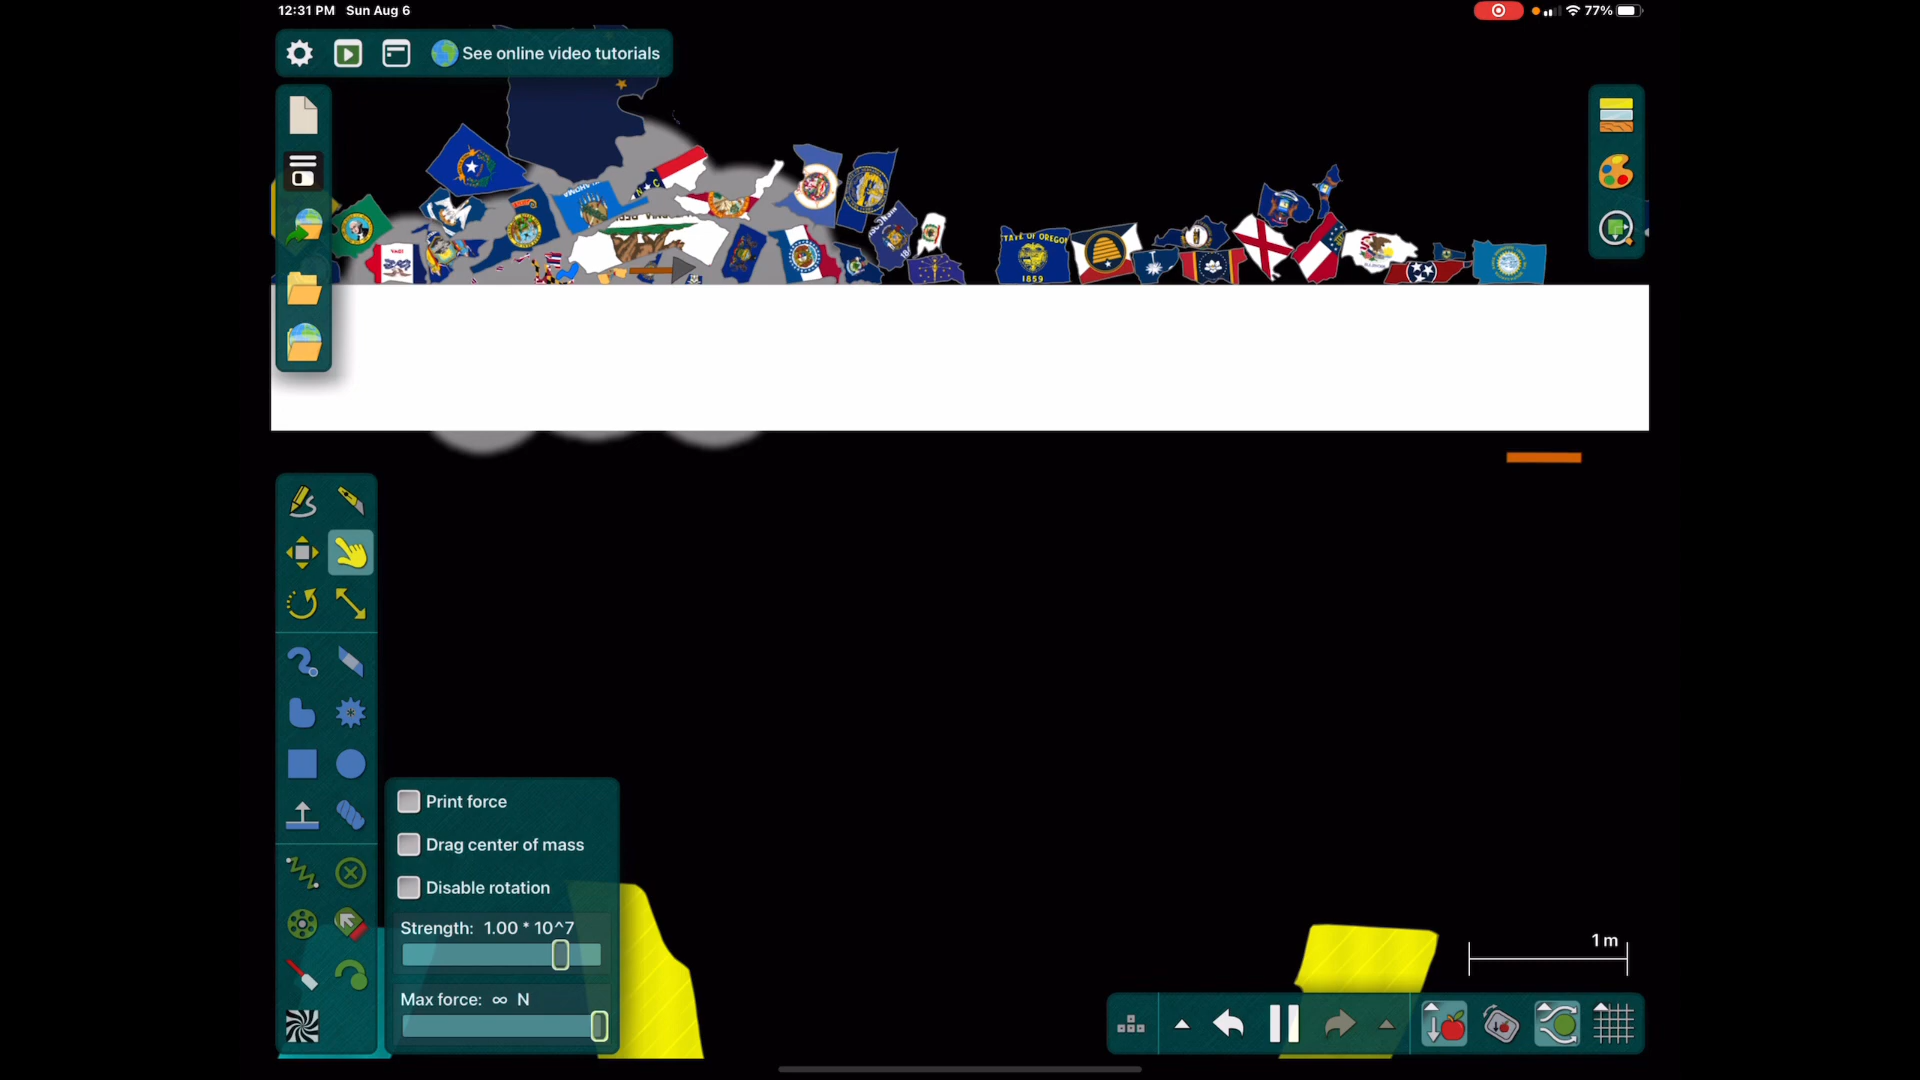 12:31 PM Sun Aug 6
77%
See online video tutorials
STATE OF OREGO
1859
Print force
Drag center of mass
Disable rotation
Strength: 1.00 * 10^7
Max force: ∞ N
1 m